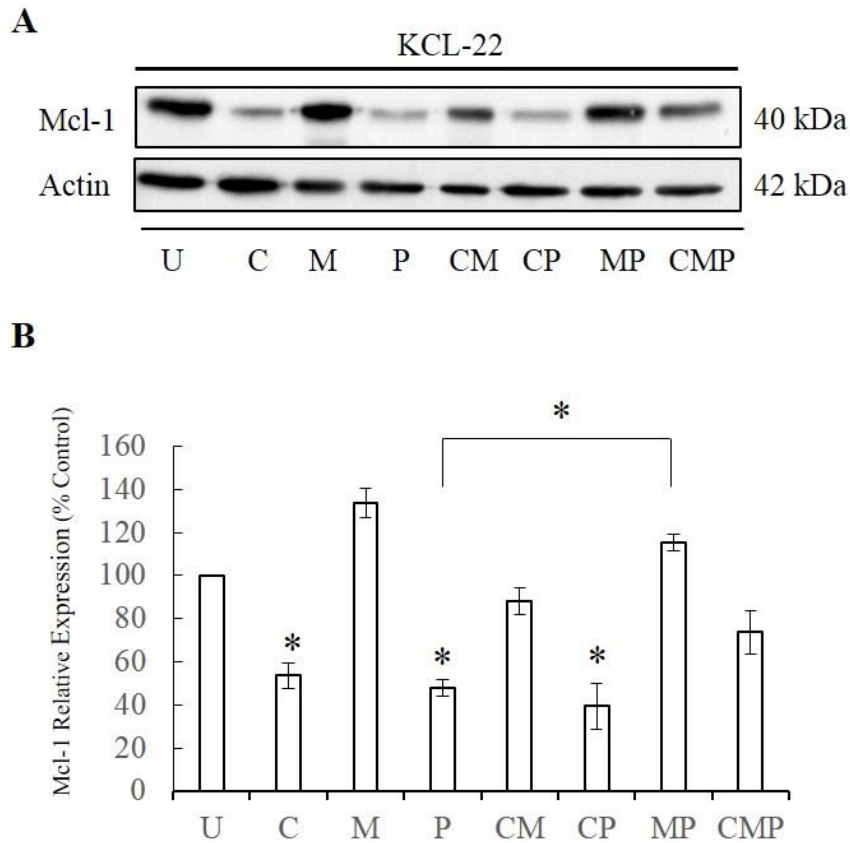 A
KCL-22
Mcl-1
40 kDa
Actin
42 kDa
U C M P CM CP MP CMP
B
Mcl-1 Relative Expression (% Control)
*
160
140
120
100
80
60
40
20
0
* * *
U C M P CM CP MP CMP